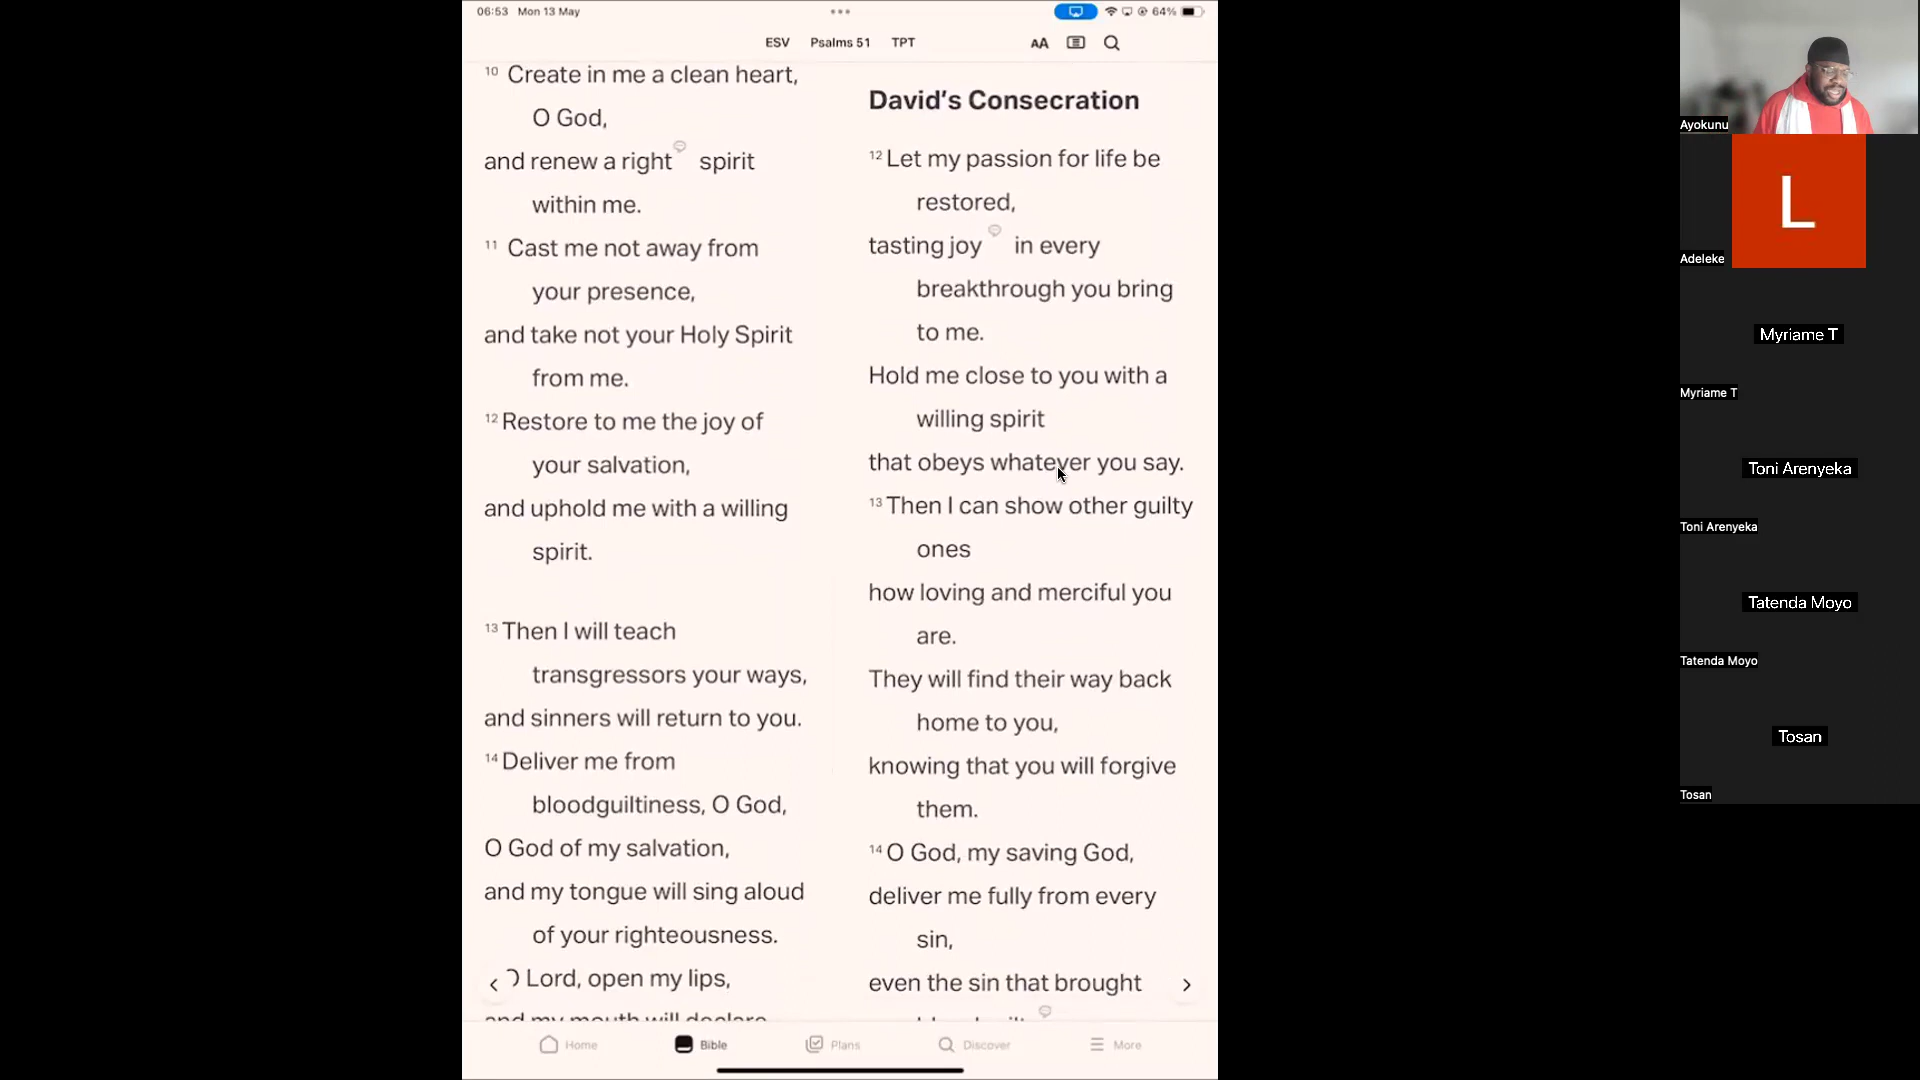 06:53 Mon 13 May
64%
ESV Psalms 51 TPT
AA
10 Create in me a clean heart,
O God,
and renew a right spirit
within me.
11 Cast me not away from
your presence,
and take not your Holy Spirit
from me.
12 Restore to me the joy of
your salvation,
and uphold me with a willing
spirit.
13 Then I will teach
transgressors your ways,
and sinners will return to you.
14 Deliver me from
bloodguiltiness, O God,
O God of my salvation,
and my tongue will sing aloud
of your righteousness.
O Lord, open my lips,
and my mouth will declare
David's Consecration
12 Let my passion for life be
restored,
tasting joy in every
breakthrough you bring
to me.
Hold me close to you with a
willing spirit
that obeys whatever you say.
13 Then I can show other guilty
ones
how loving and merciful you
are.
They will find their way back
home to you,
knowing that you will forgive
them.
14 O God, my saving God,
deliver me fully from every
sin,
even the sin that brought
Home
Bible
Plans
Discover
More
Ayokunu
L
Adeleke
Myriame T
Myriame T
Toni Arenyeka
Toni Arenyeka
Tatenda Moyo
Tatenda Moyo
Tosan
Tosan